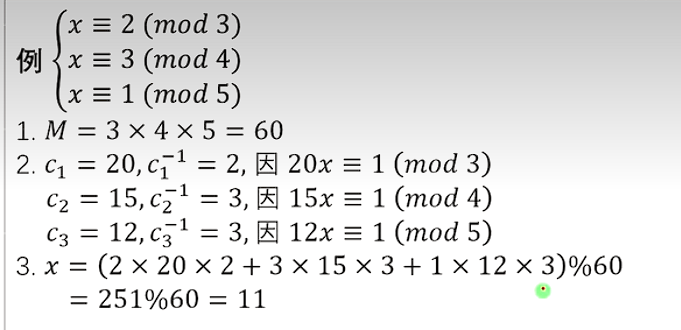 x ≡ 2 (mod 3)
例 x ≡ 3 (mod 4)
x ≡ 1 (mod 5)
1. M = 3 × 4 × 5 = 60
2. c₁ = 20, c₁⁻¹ = 2, 因 20x ≡ 1 (mod 3)
c₂ = 15, c₂⁻¹ = 3, 因 15x ≡ 1 (mod 4)
c₃ = 12, c₃⁻¹ = 3, 因 12x ≡ 1 (mod 5)
3. x = (2 × 20 × 2 + 3 × 15 × 3 + 1 × 12 × 3)%60
= 251%60 = 11